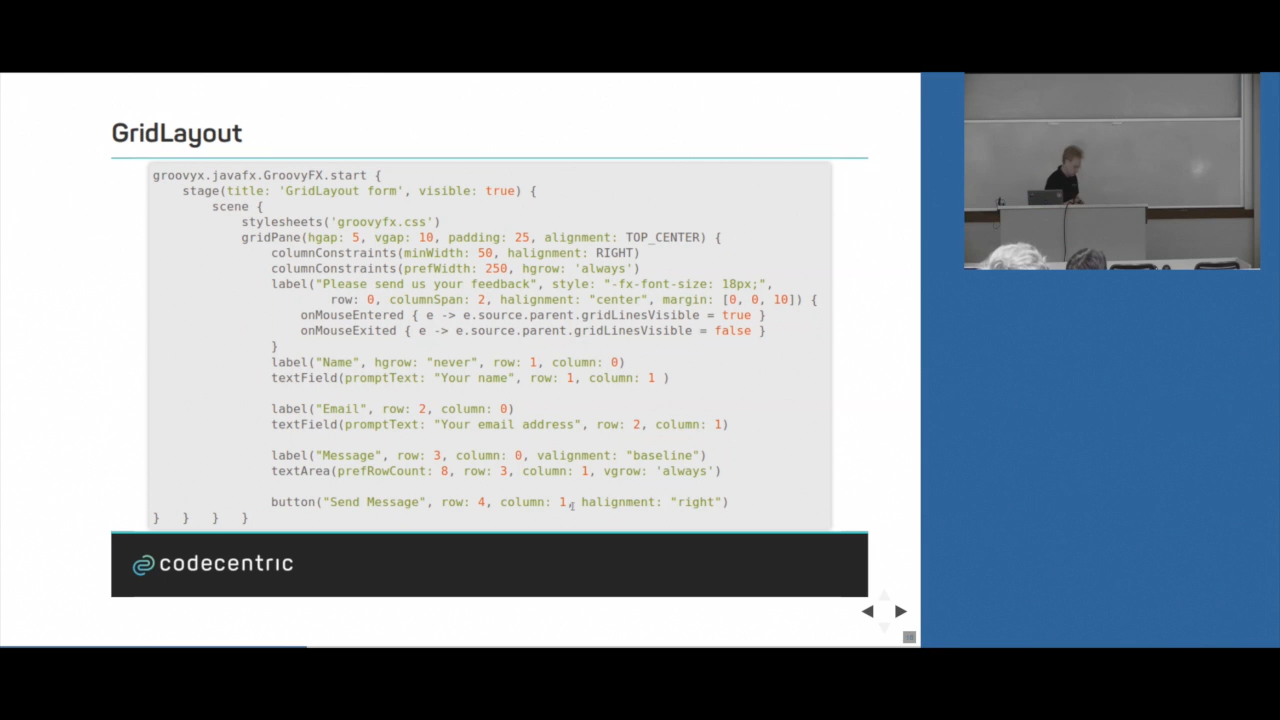 GridLayout
groovyx.javafx.GroovyFX.start {
stage(title: 'GridLayout form', visible: true) {
scene {
stylesheets('groovyfx.css')
gridPane(hgap: 5, vgap: 10, padding: 25, alignment: TOP_CENTER) {
columnConstraints(minWidth: 50, halignment: RIGHT)
columnConstraints(prefWidth: 250, hgrow: 'always')
label("Please send us your feedback", style: "-fx-font-size: 18px;",
row: 0, columnSpan: 2, halignment: "center", margin: [0, 0, 10]) {
onMouseEntered { e -> e.source.parent.gridLinesVisible = true }
onMouseExited { e -> e.source.parent.gridLinesVisible = false }
}
label("Name", hgrow: "never", row: 1, column: 0)
textField(promptText: "Your name", row: 1, column: 1 )
label("Email", row: 2, column: 0)
textField(promptText: "Your email address", row: 2, column: 1)
label("Message", row: 3, column: 0, valignment: "baseline")
textArea(prefRowCount: 8, row: 3, column: 1, vgrow: 'always')
button("Send Message", row: 4, column: 1, halignment: "right")
} } } }
codecentric